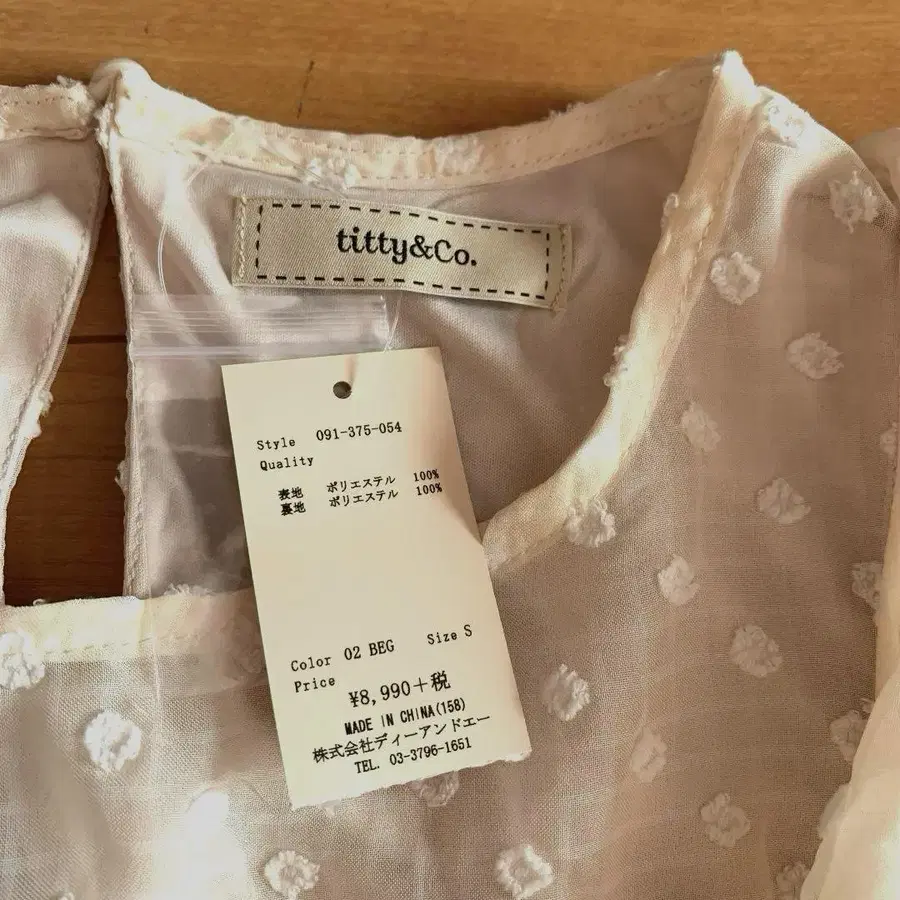 titty&Co.
Style 091-375-054
Quality
表地 ポリエステル 100%
裏地 ポリエステル 100%
Color 02 BEG Size S
Price
¥8,990+税
MADE IN CHINA(158)
株式会社ディーアンドエー
TEL. 03-3796-1651